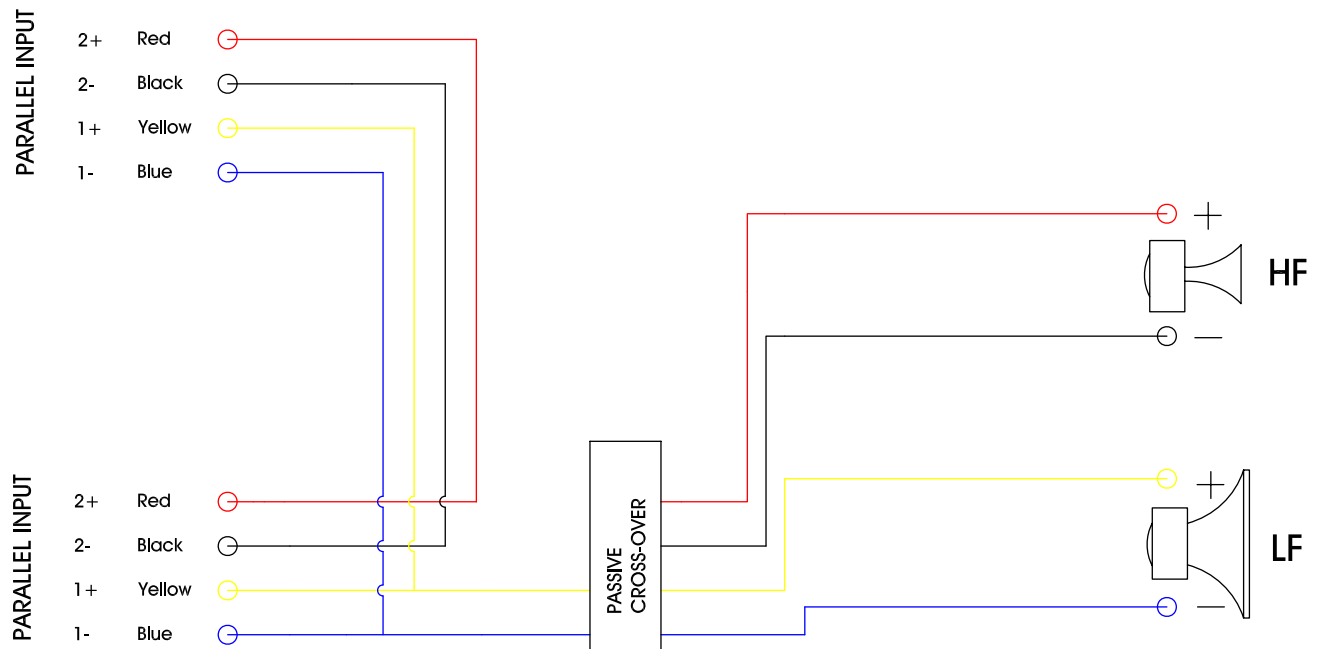 PARALLEL INPUT
2+ Red
2- Black
1+ Yellow
1- Blue
+
HF
—
PARALLEL INPUT
2+ Red
2- Black
1+ Yellow
1- Blue
PASSIVE
CROSS-OVER
+
LF
—